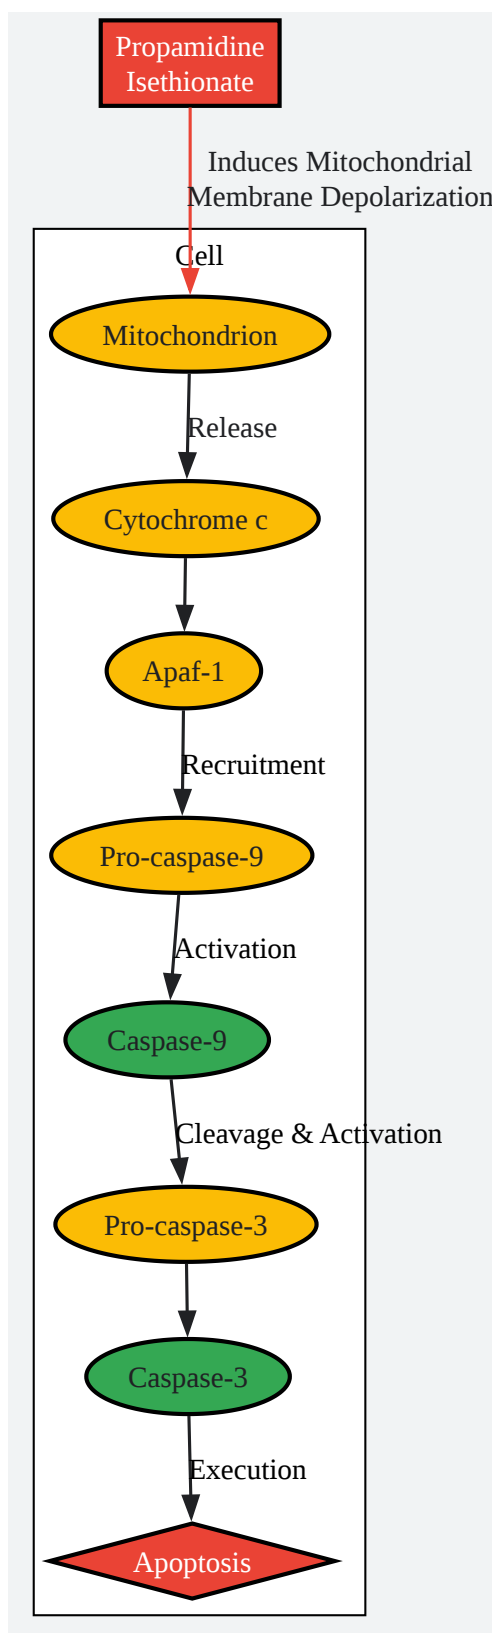 Propamidine
Isethionate
Induces Mitochondrial
Membrane Depolarization
Cell
Mitochondrion
Release
Cytochrome c
Apaf-1
Recruitment
Pro-caspase-9
Activation
Caspase-9
Cleavage & Activation
Pro-caspase-3
Caspase-3
Execution
Apoptosis